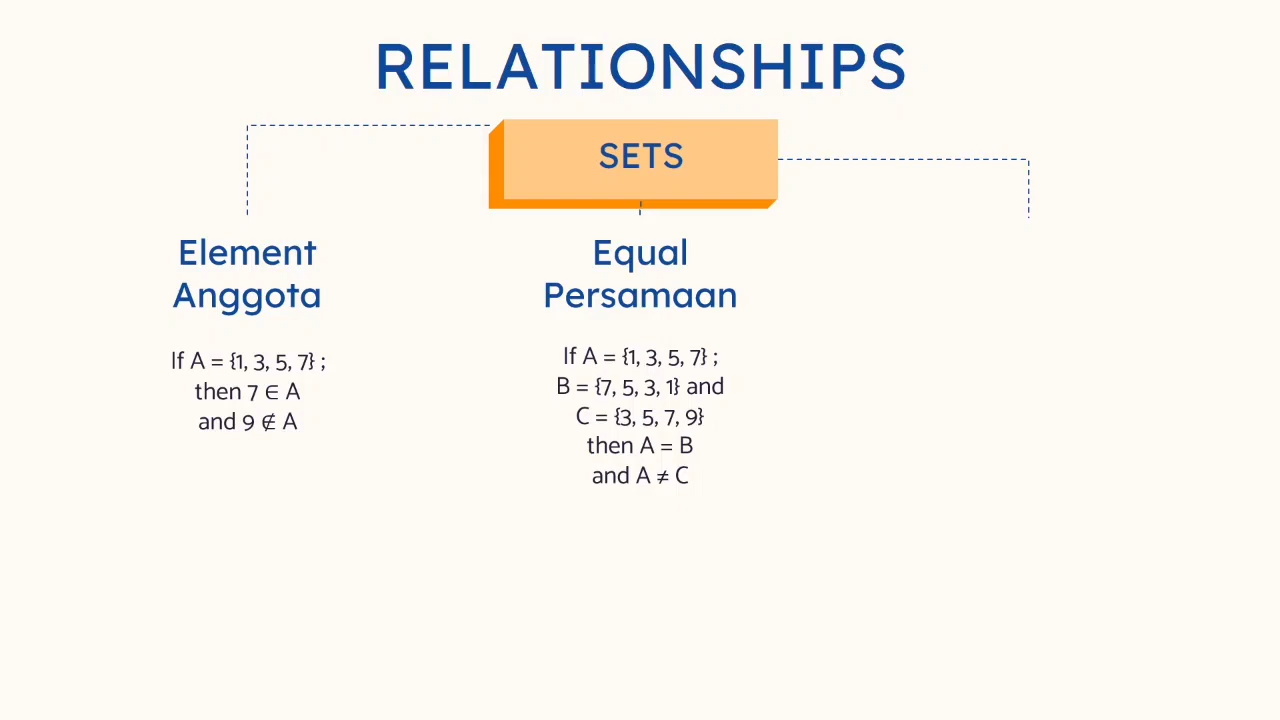 RELATIONSHIPS
SETS
Element
Anggota
If A = {1, 3, 5, 7} ;
then 7 ∈ A
and 9 ∉ A
Equal
Persamaan
If A = {1, 3, 5, 7} ;
B = {7, 5, 3, 1} and
C = {3, 5, 7, 9}
then A = B
and A ≠ C